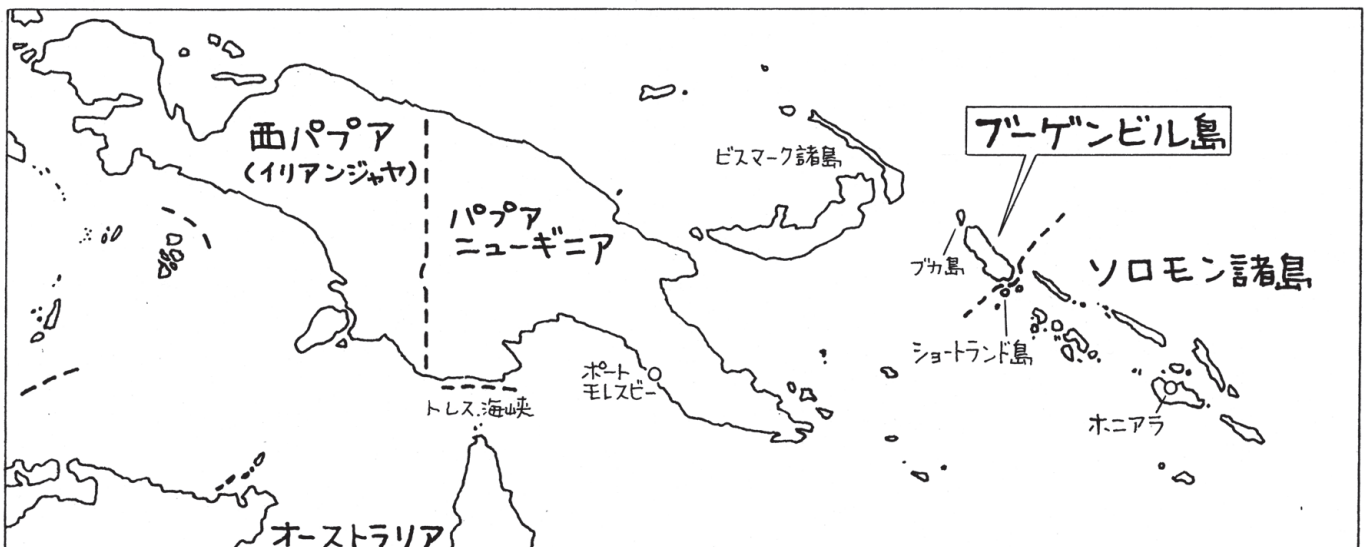 西パプア
(イリアンジャヤ)
パプア
ニューギニア
ビスマーク諸島
ブーゲンビル島
ブカ島
ソロモン諸島
ショートランド島
ポート
モレスビー
トレス海峡
ホニアラ
オーストラリア